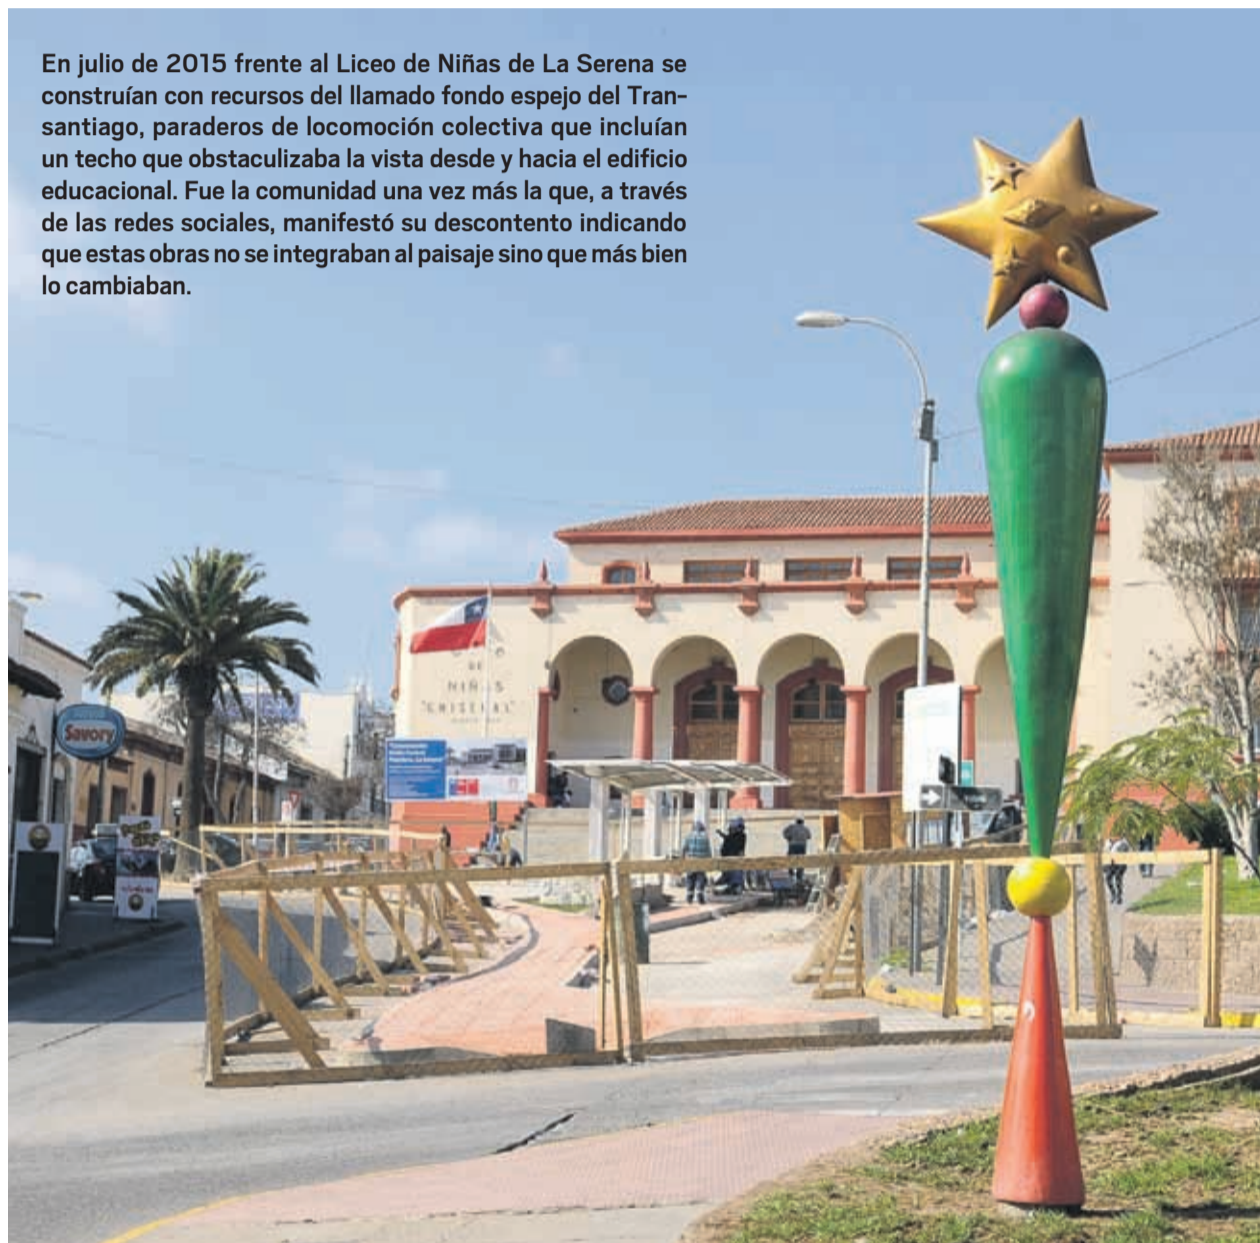 En julio de 2015 frente al Liceo de Niñas de La Serena se
construían con recursos del llamado fondo espejo del Tran-
santiago, paraderos de locomoción colectiva que incluían
un techo que obstaculizaba la vista desde y hacia el edificio
educacional. Fue la comunidad una vez más la que, a través
de las redes sociales, manifestó su descontento indicando
que estas obras no se integraban al paisaje sino que más bien
lo cambiaban.
DE
NIÑAS
Savory